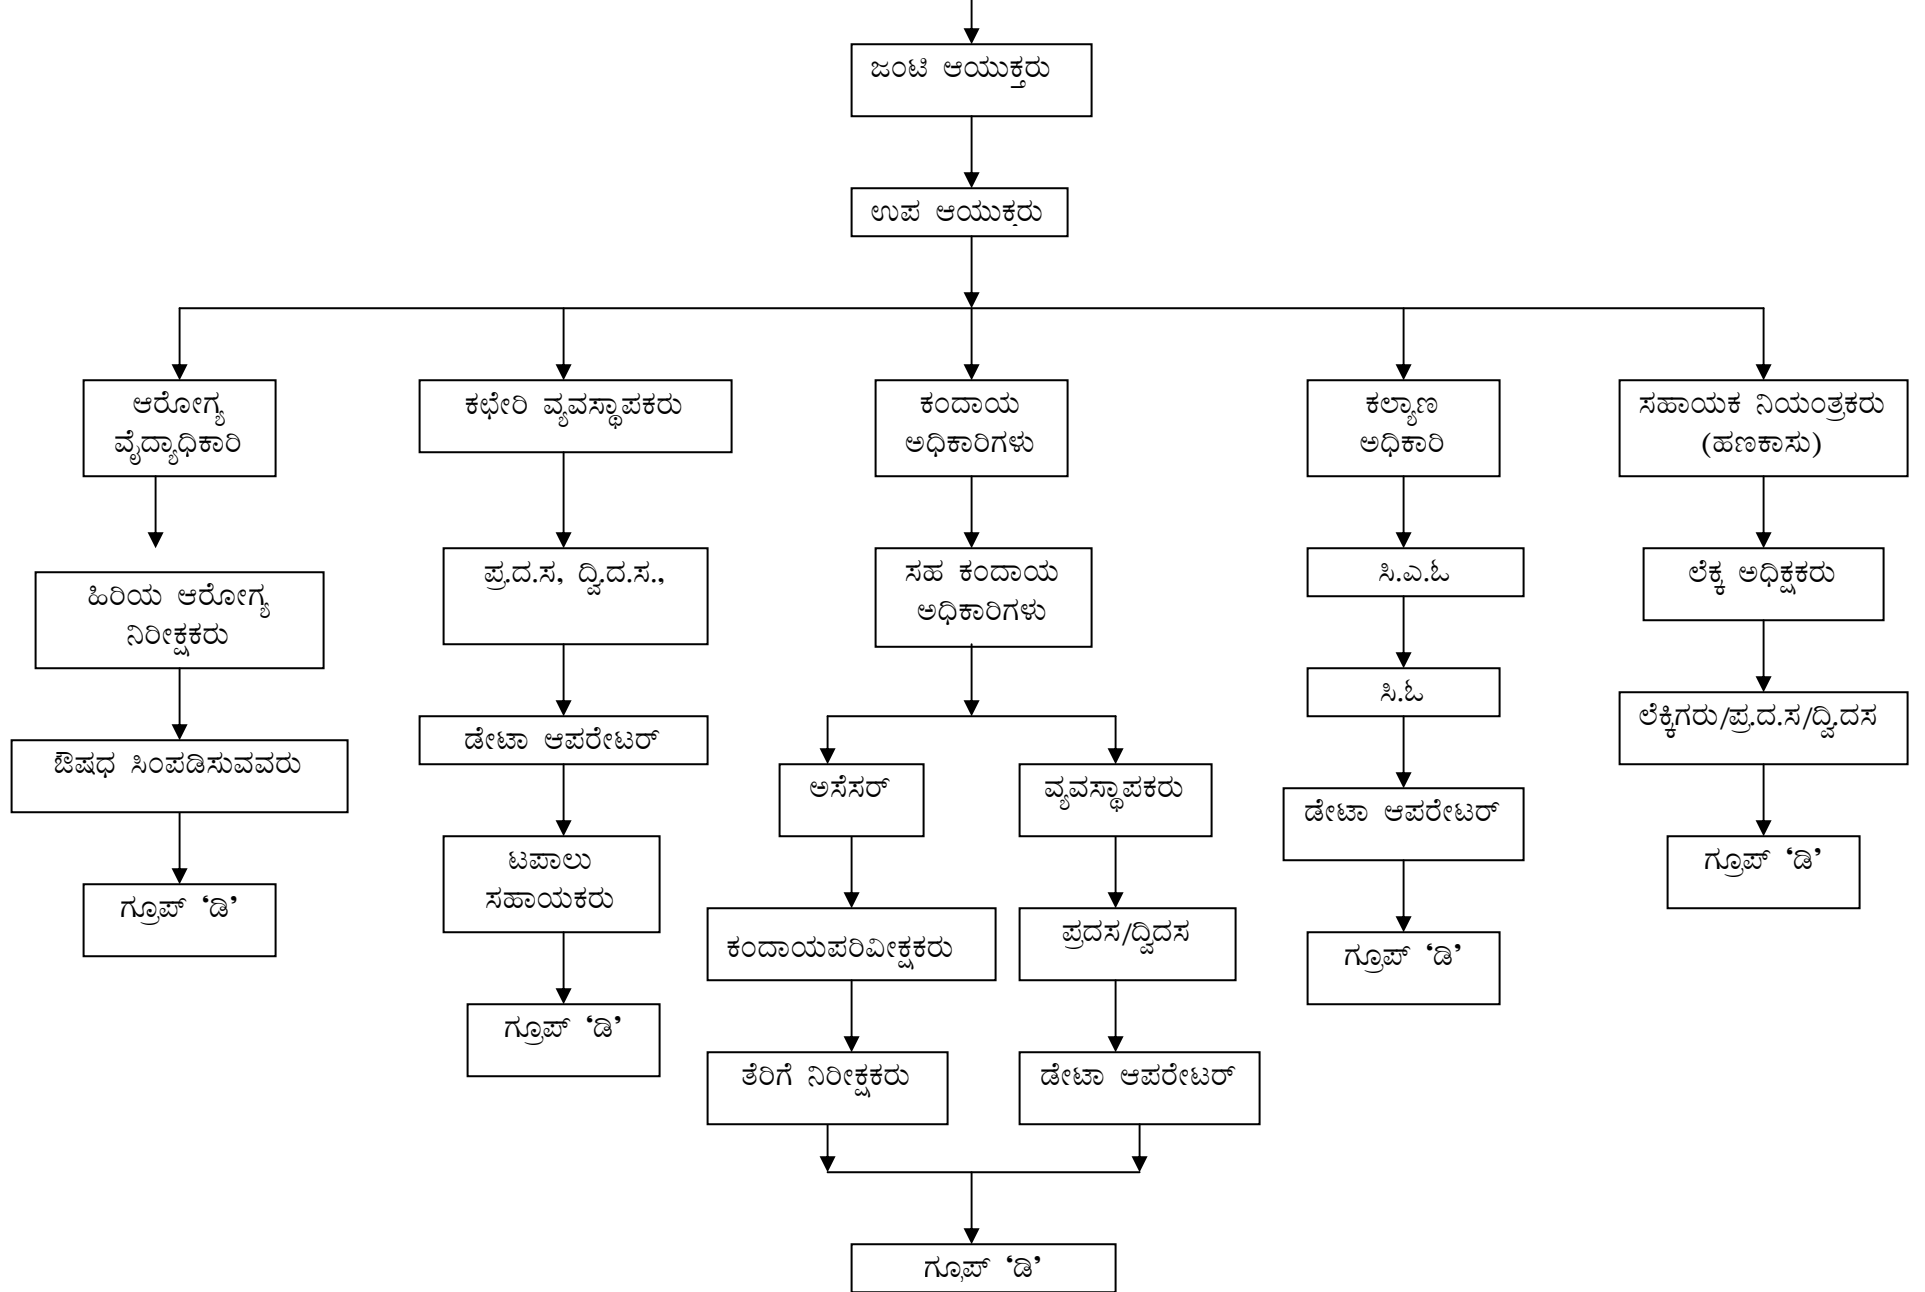 ಜಂಟಿ ಆಯುಕ್ತರು
ಉಪ ಆಯುಕ್ತರು
ಆರೋಗ್ಯ
ವೈದ್ಯಾಧಿಕಾರಿ
ಕಛೇರಿ ವ್ಯವಸ್ಥಾಪಕರು
ಕಂದಾಯ
ಅಧಿಕಾರಿಗಳು
ಕಲ್ಯಾಣ
ಅಧಿಕಾರಿ
ಸಹಾಯಕ ನಿಯಂತ್ರಕರು
(ಹಣಕಾಸು)
ಹಿರಿಯ ಆರೋಗ್ಯ
ನಿರೀಕ್ಷಕರು
ಪ್ರ.ದ.ಸ, ದ್ವಿ.ದ.ಸ.,
ಸಹ ಕಂದಾಯ
ಅಧಿಕಾರಿಗಳು
ಸಿ.ಎ.ಓ
ಲೆಕ್ಕ ಅಧಿಕ್ಷಕರು
ಸಿ.ಓ
ಲೆಕ್ಕಿಗರು/ಪ್ರ.ದ.ಸ/ದ್ವಿ.ದಸ
ಔಷಧ ಸಿಂಪಡಿಸುವವರು
ಡೇಟಾ ಆಪರೇಟರ್
ಅಸೆಸರ್
ವ್ಯವಸ್ಥಾಪಕರು
ಡೇಟಾ ಆಪರೇಟರ್
ಟಪಾಲು
ಸಹಾಯಕರು
ಗ್ರೂಪ್ ‘ಡಿ’
ಗ್ರೂಪ್ ‘ಡಿ’
ಕಂದಾಯಪರಿವೀಕ್ಷಕರು
ಪ್ರದಸ/ದ್ವಿದಸ
ಗ್ರೂಪ್ ‘ಡಿ’
ಗ್ರೂಪ್ ‘ಡಿ’
ತೆರಿಗೆ ನಿರೀಕ್ಷಕರು
ಡೇಟಾ ಆಪರೇಟರ್
ಗ್ರೂಪ್ ‘ಡಿ’